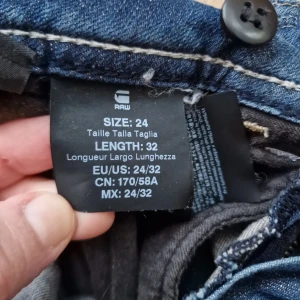 RAW
SIZE: 24
Taille Talla Taglia
LENGTH: 32
Longueur Largo Lunghezza
EU/US: 24/32
CN: 170/58A
MX: 24/32